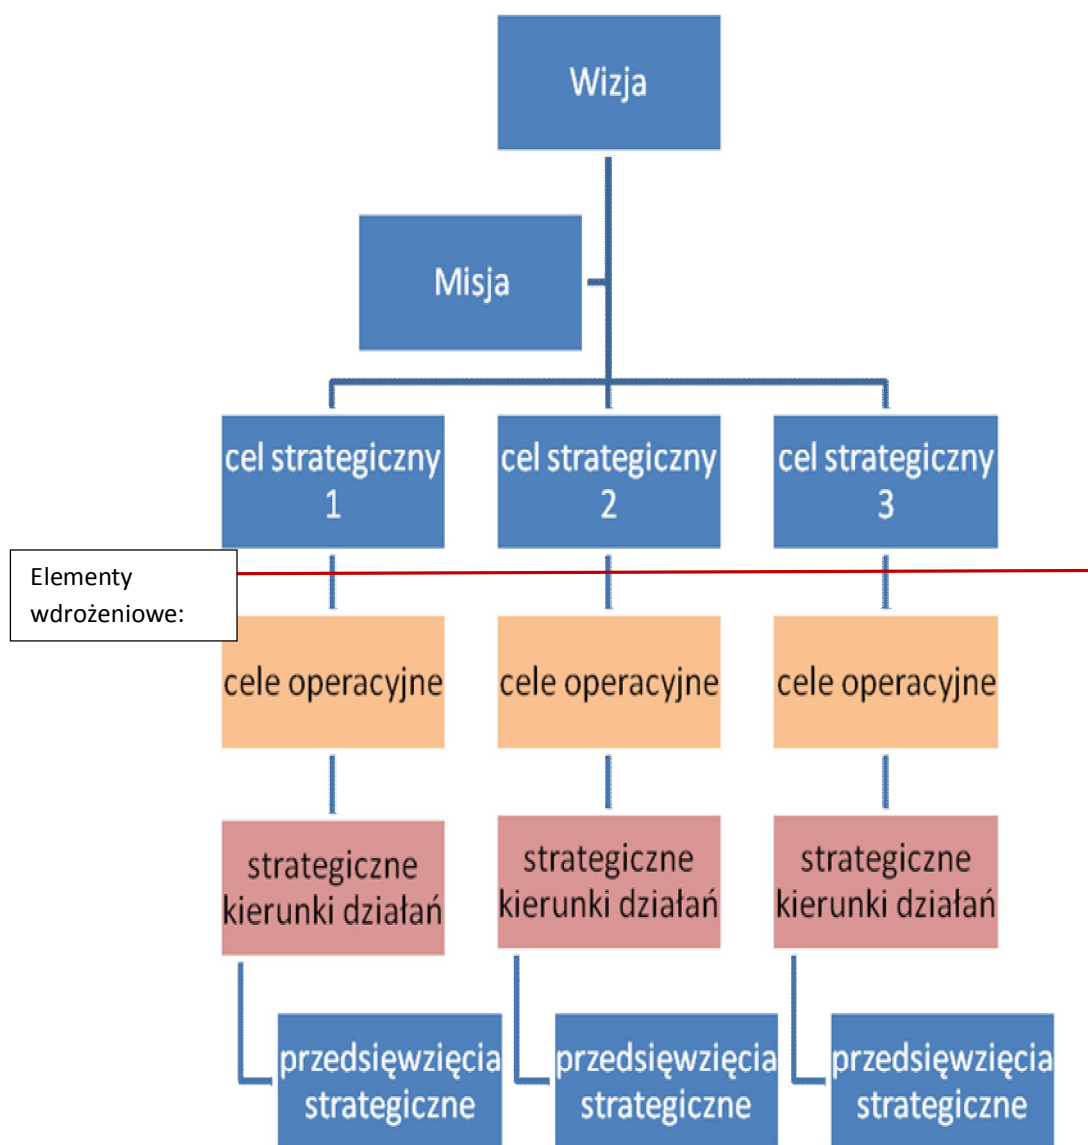 Wizja
Misja
cel strategiczny
1
cel strategiczny
2
cel strategiczny
3
Elementy
wdrożeniowe:
cele operacyjne
cele operacyjne
cele operacyjne
strategiczne
kierunki działań
strategiczne
kierunki działań
strategiczne
kierunki działań
przedsięwzięcia
strategiczne
przedsięwzięcia
strategiczne
przedsięwzięcia
strategiczne